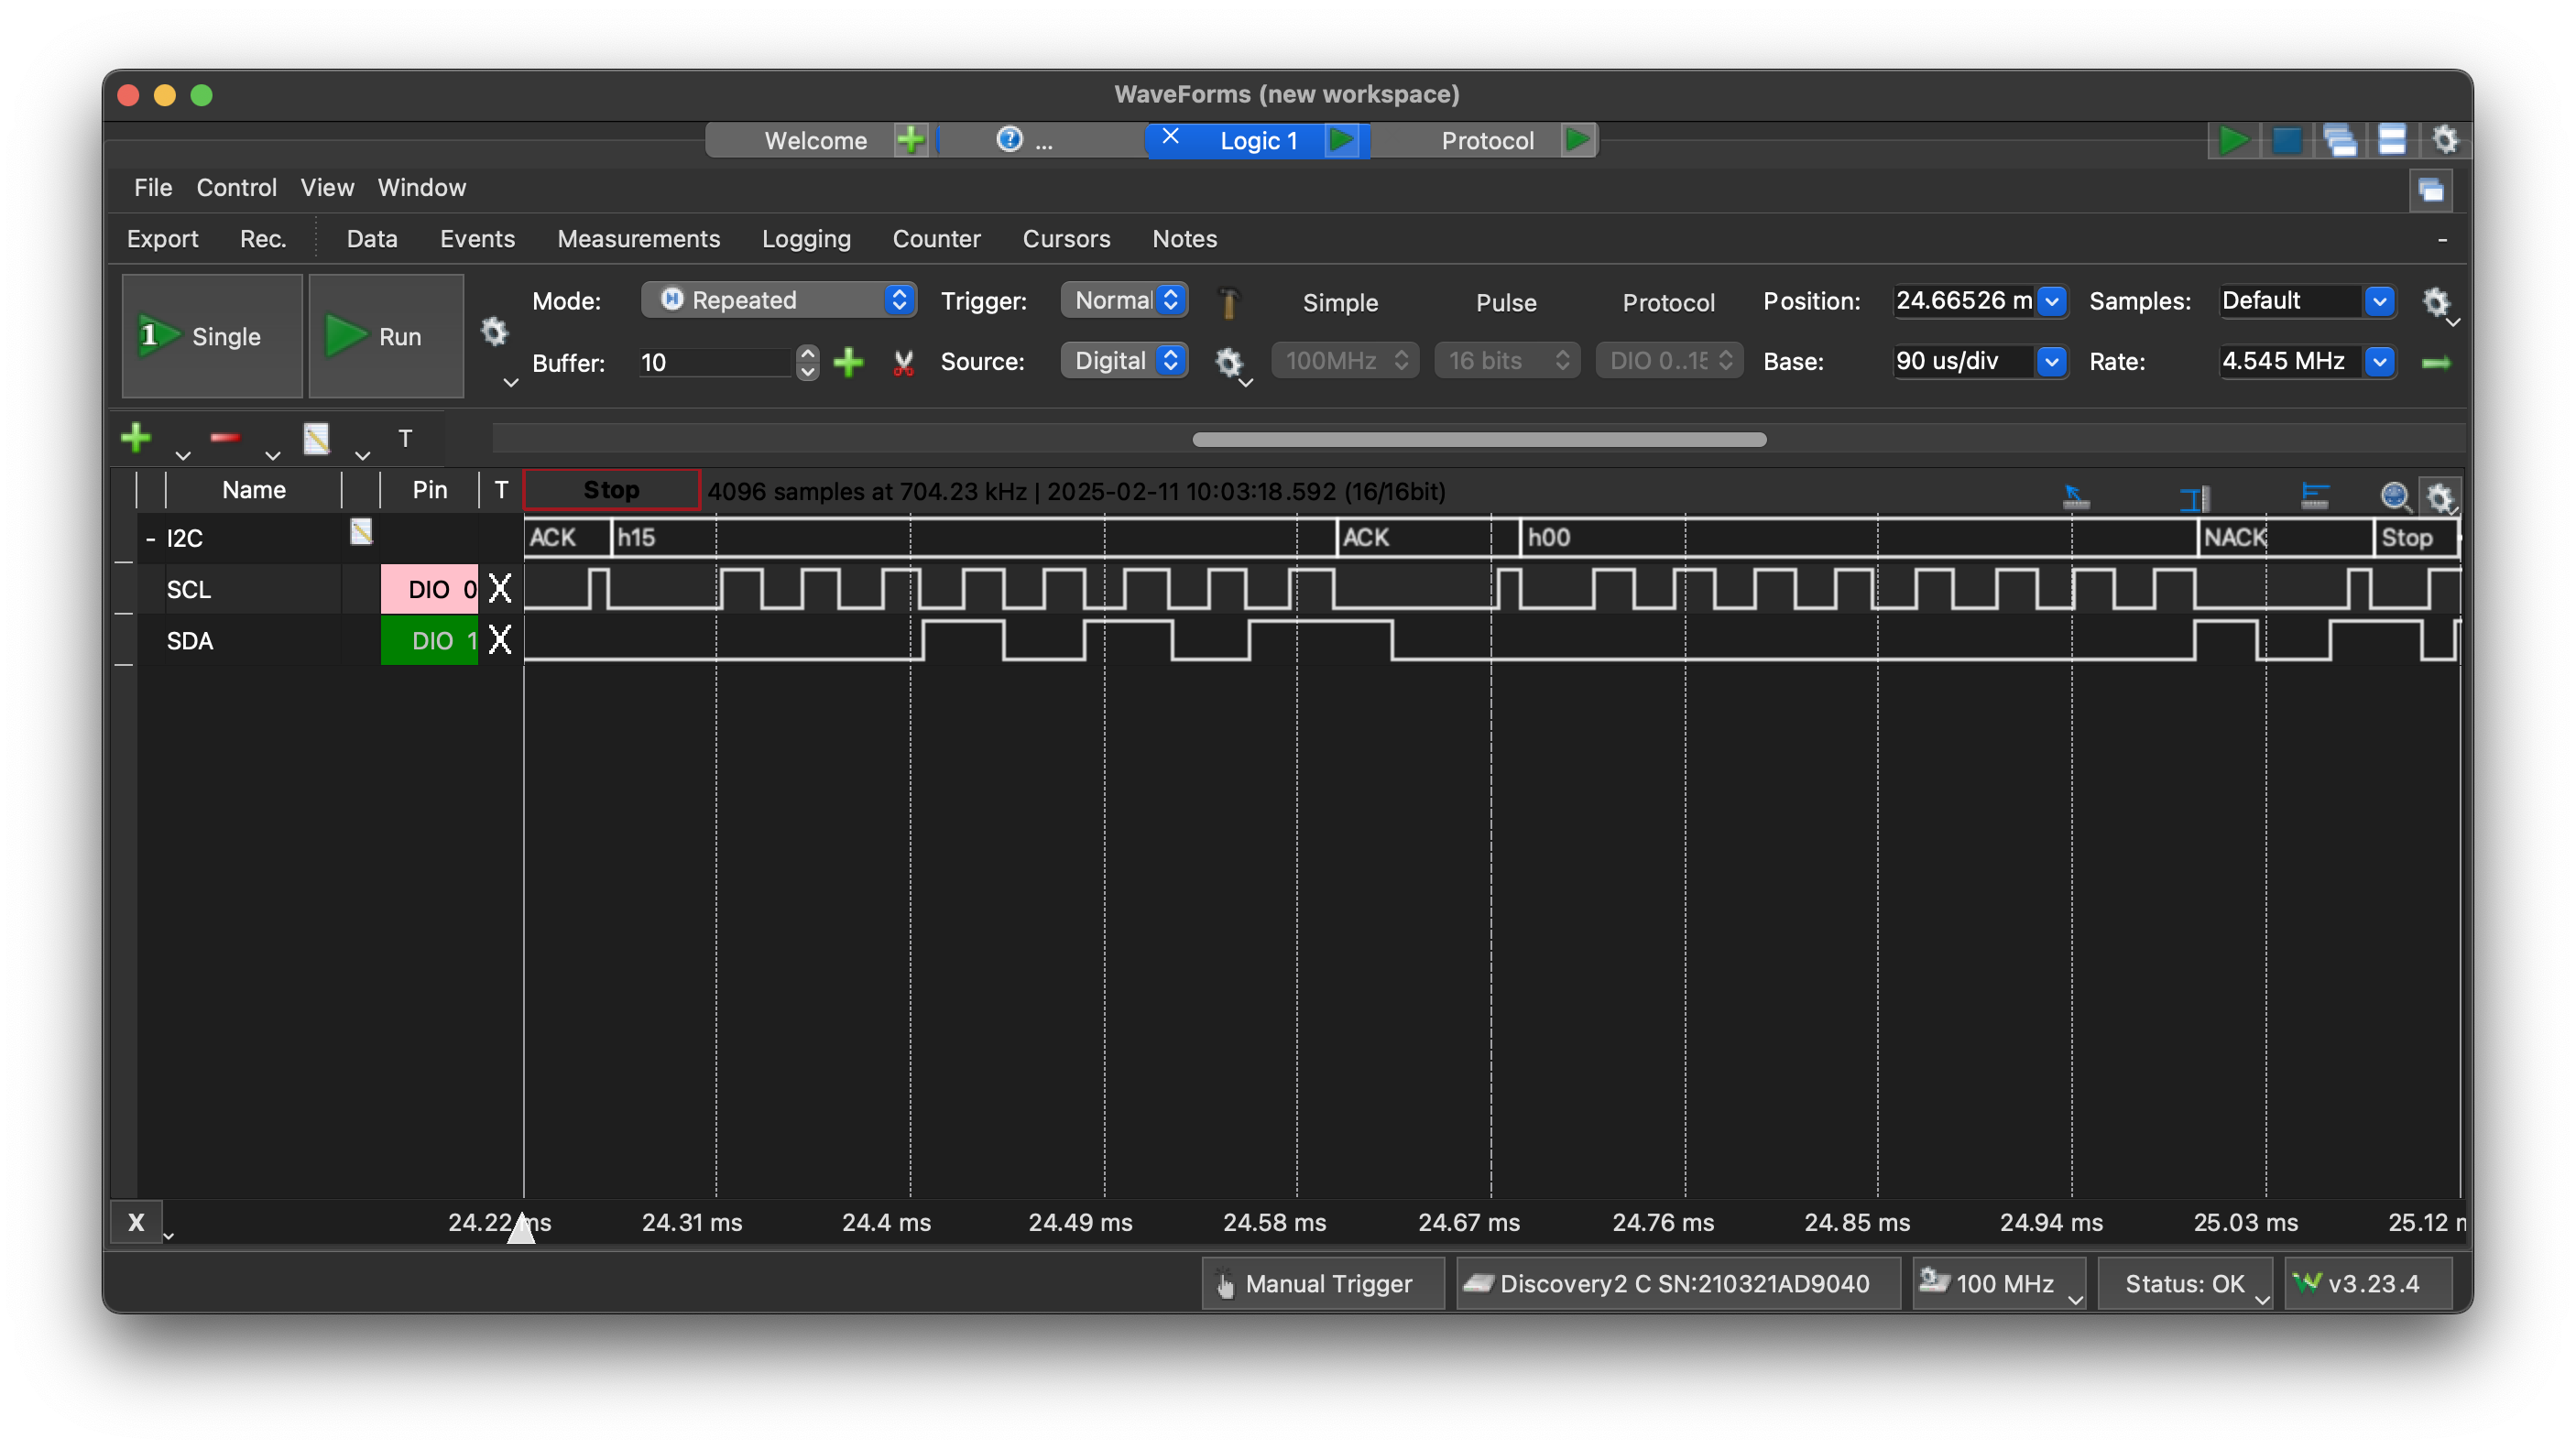 WaveForms (new workspace)
Welcome ... Logic 1 Protocol
File Control View Window
Export Rec. Data Events Measurements Logging Counter Cursors Notes -
1 Single Run
Mode: Repeated Trigger: Normal Simple Pulse Protocol Position: 24.66526 m Samples: Default
Buffer: 10 Source: Digital 100MHz 16 bits DIO 0..15 Base: 90 us/div Rate: 4.545 MHz
T
Name Pin T Stop 4096 samples at 704.23 kHz | 2025-02-11 10:03:18.592 (16/16bit)
- I2C ACK h15 ACK h00 NACK Stop
SCL DIO 0 X
SDA DIO 1 X
X 24.22 ms 24.31 ms 24.4 ms 24.49 ms 24.58 ms 24.67 ms 24.76 ms 24.85 ms 24.94 ms 25.03 ms 25.12 m
Manual Trigger Discovery2 C SN:210321AD9040 100 MHz Status: OK v3.23.4